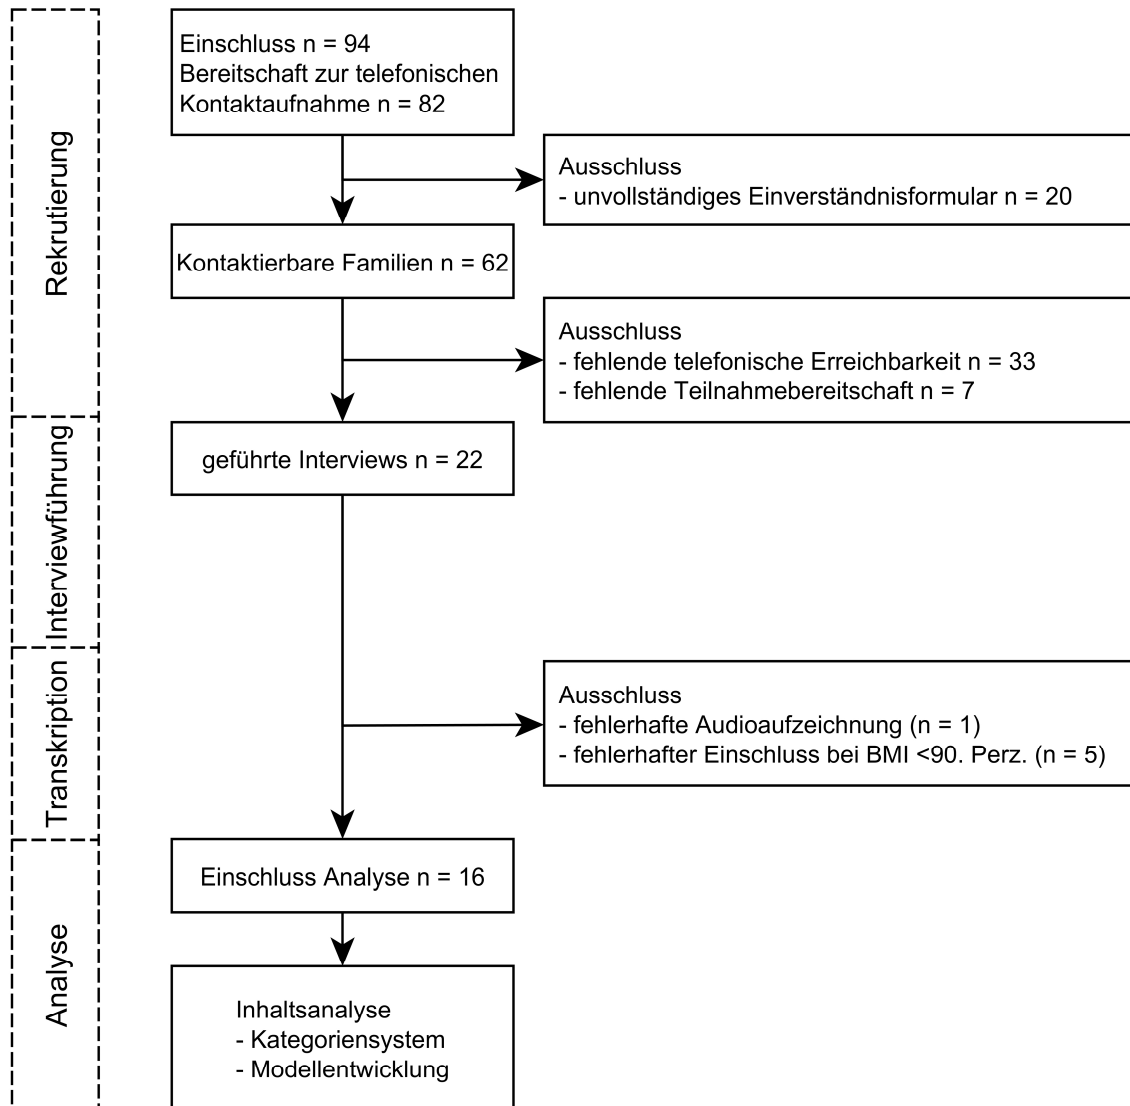 Rekrutierung
Einschluss n = 94
Bereitschaft zur telefonischen
Kontaktaufnahme n = 82
Ausschluss
- unvollständiges Einverständnisformular n = 20
Kontaktierbare Familien n = 62
Ausschluss
- fehlende telefonische Erreichbarkeit n = 33
- fehlende Teilnahmebereitschaft n = 7
Interviewführung
geführte Interviews n = 22
Transkription
Ausschluss
- fehlerhafte Audioaufzeichnung (n = 1)
- fehlerhafter Einschluss bei BMI <90. Perz. (n = 5)
Analyse
Einschluss Analyse n = 16
Inhaltsanalyse
- Kategoriensystem
- Modellentwicklung